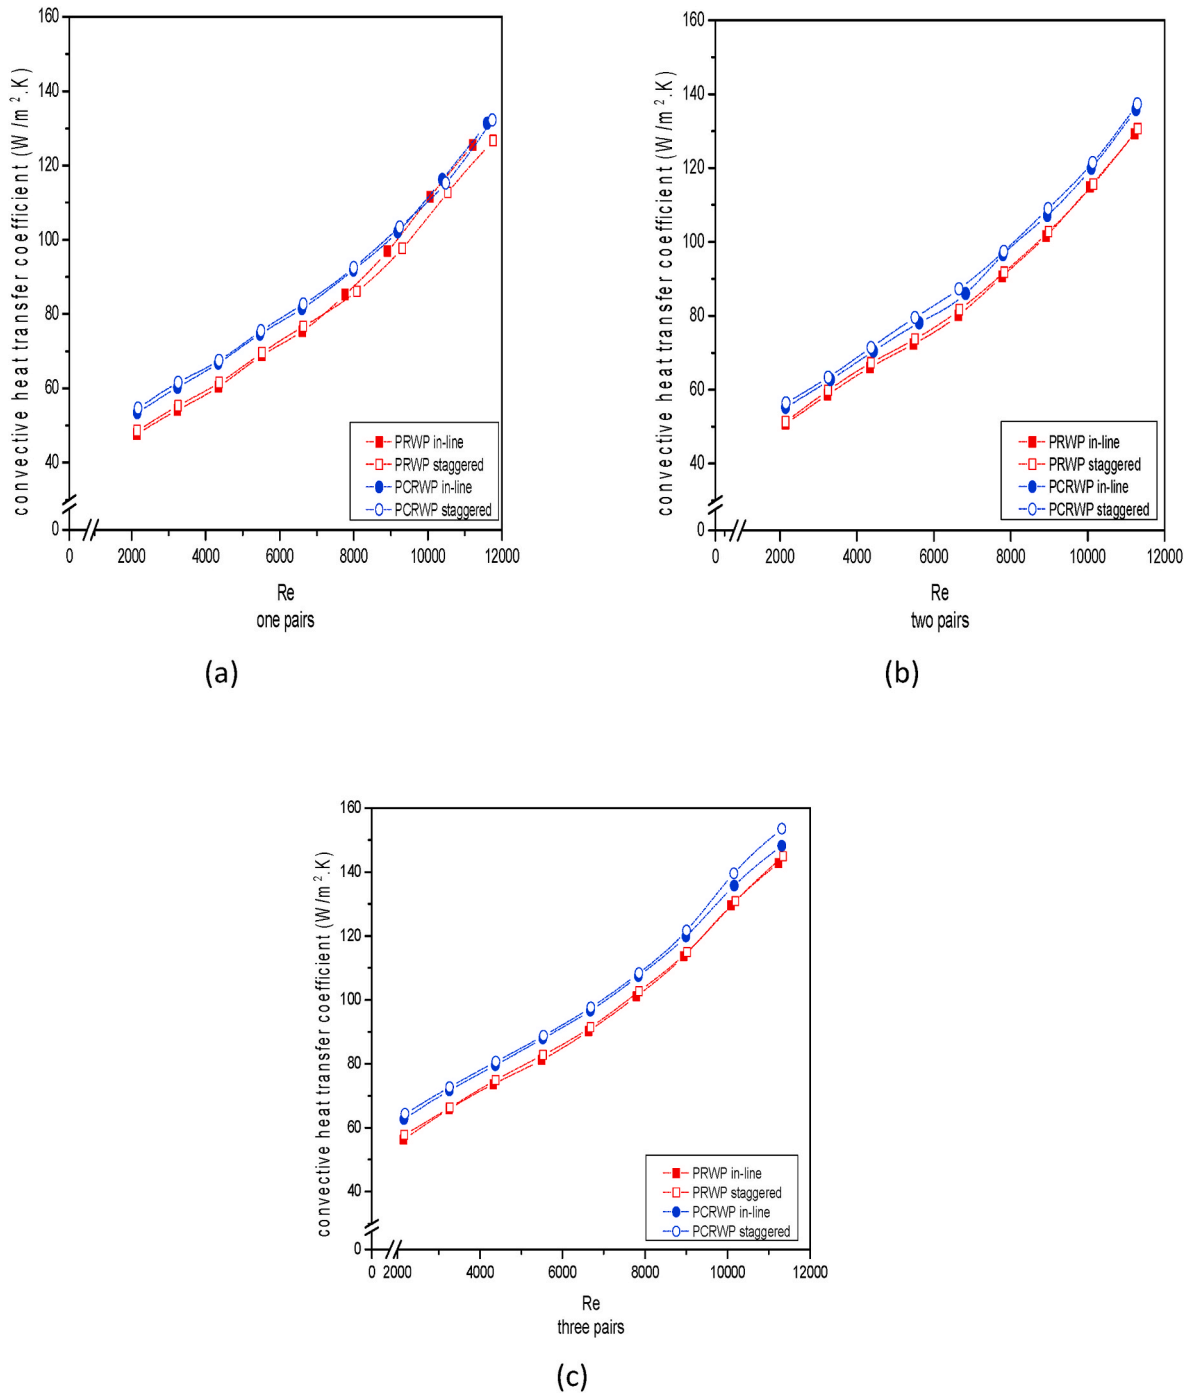 convective heat transfer coefficient (W/m².K)
160
140
120
100
80
60
40
0
PRWP in-line
PRWP staggered
PCRWP in-line
PCRWP staggered
0 2000 4000 6000 8000 10000 12000
Re
one pairs
(a)
convective heat transfer coefficient (W/m².K)
160
140
120
100
80
60
40
0
PRWP in-line
PRWP staggered
PCRWP in-line
PCRWP staggered
0 2000 4000 6000 8000 10000 12000
Re
two pairs
(b)
convective heat transfer coefficient (W/m².K)
160
140
120
100
80
60
40
0
PRWP in-line
PRWP staggered
PCRWP in-line
PCRWP staggered
0 2000 4000 6000 8000 10000 12000
Re
three pairs
(c)